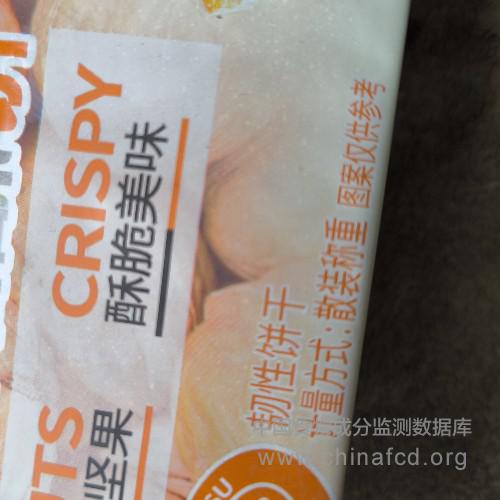 CRISPY
酥脆美味
NTS
坚果
韧性饼干
计量方式:散装称重 图案仅供参考
SU
中国食物成分监测数据库
www.chinafcd.org